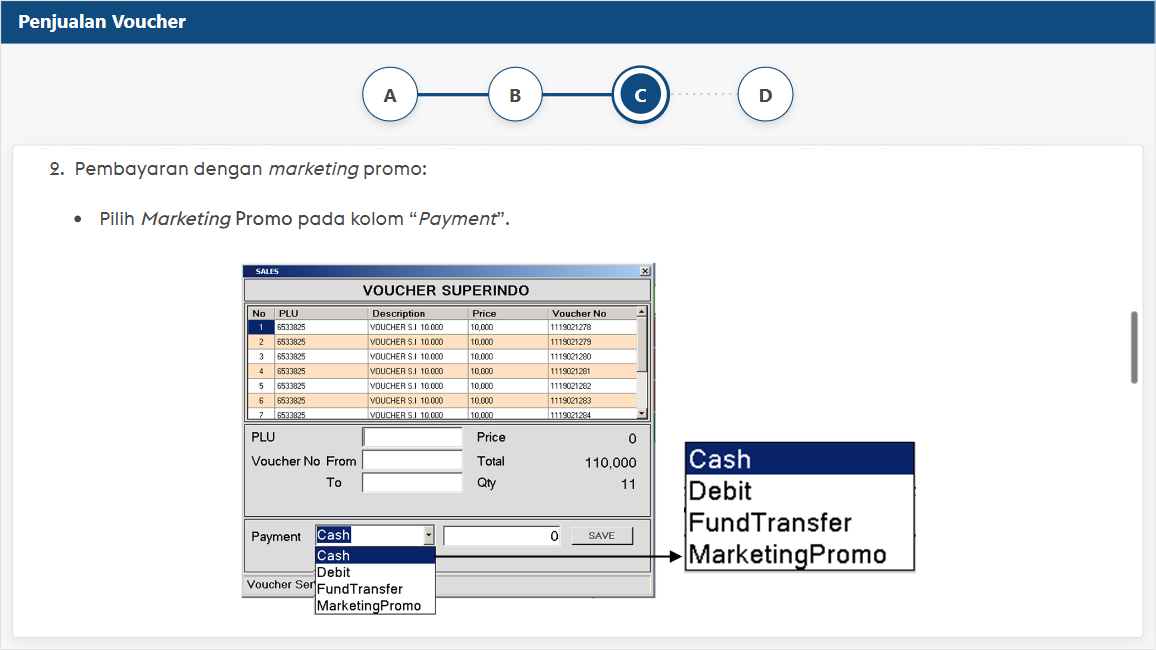 Penjualan Voucher
A B C D
2. Pembayaran dengan marketing promo:
• Pilih Marketing Promo pada kolom “Payment”.
SALES
VOUCHER SUPERINDO
No PLU Description Price Voucher No
1 6533825 VOUCHER S.I 10.000 10,000 1119021278
2 6533825 VOUCHER S.I 10.000 10,000 1119021279
3 6533825 VOUCHER S.I 10.000 10,000 1119021280
4 6533825 VOUCHER S.I 10.000 10,000 1119021281
5 6533825 VOUCHER S.I 10.000 10,000 1119021282
6 6533825 VOUCHER S.I 10.000 10,000 1119021283
7 6533825 VOUCHER S.I 10.000 10,000 1119021284
PLU Price 0
Voucher No From Total 110,000
To Qty 11
Payment Cash 0 SAVE
Cash
Debit
FundTransfer
MarketingPromo
Voucher Ser
Cash
Debit
FundTransfer
MarketingPromo